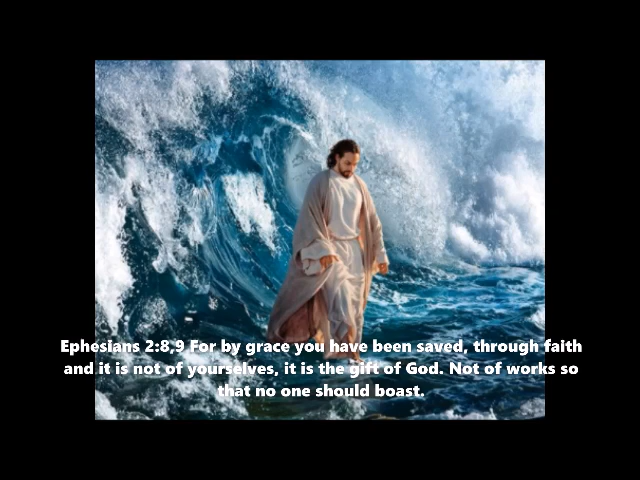 Ephesians 2:8,9 For by grace you have been saved, through faith
and it is not of yourselves, it is the gift of God. Not of works so
that no one should boast.